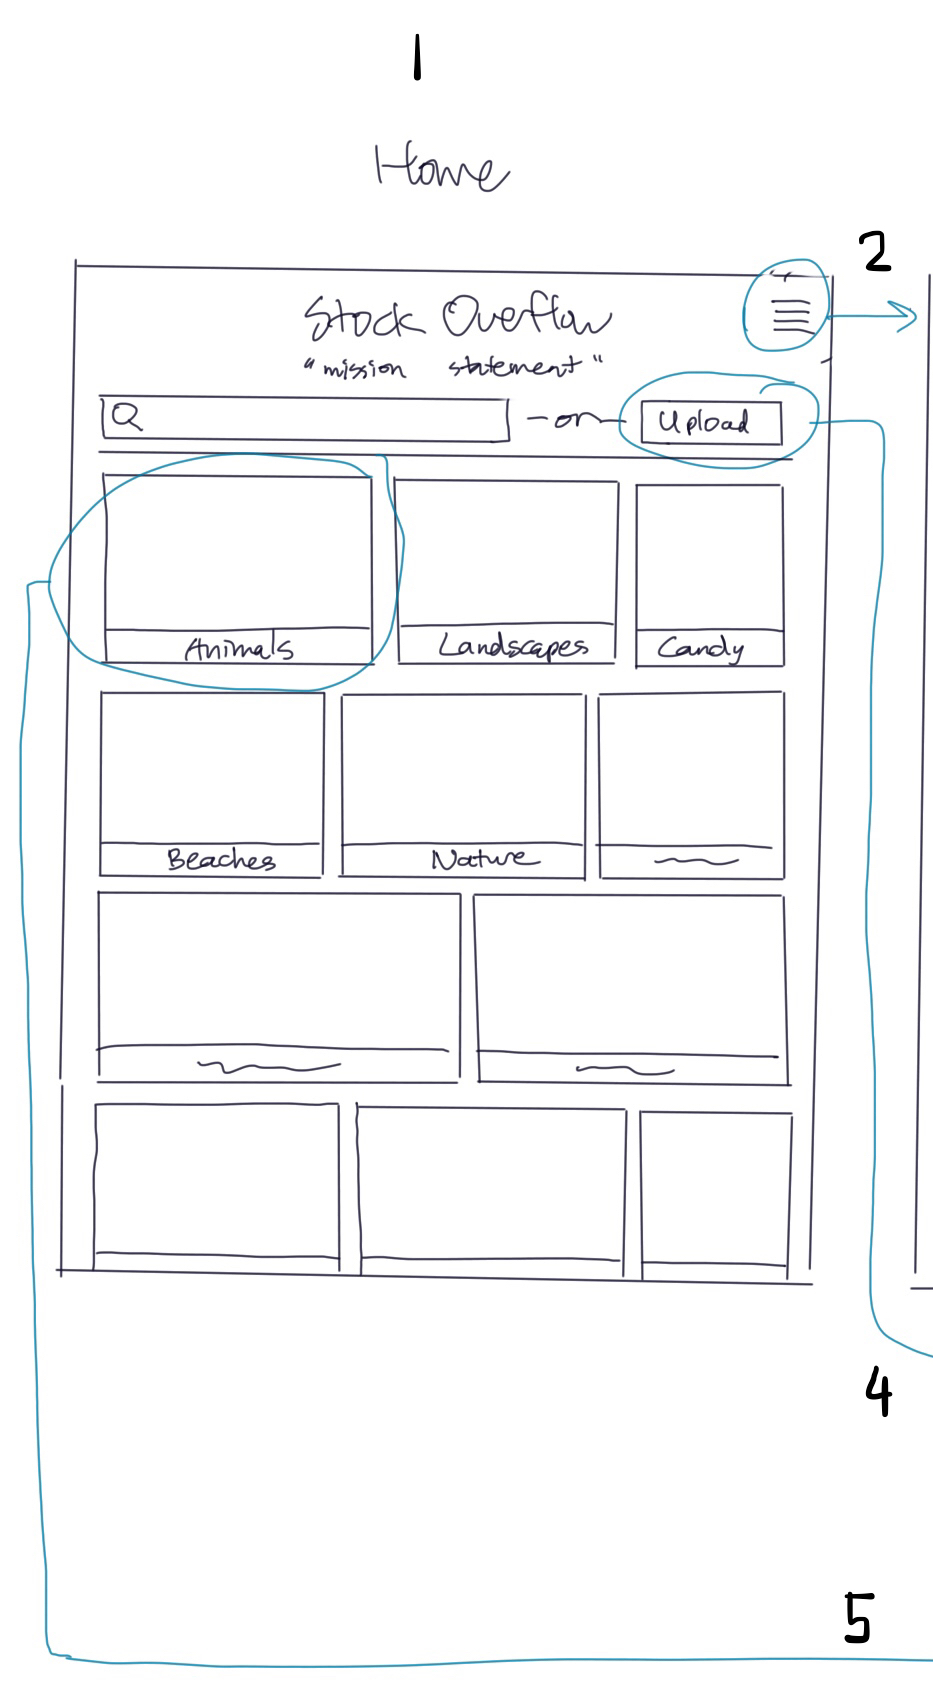 1
Home
2
Stock Overflow
"mission statement"
-or-
Upload
Animals
Landscapes
Candy
Beaches
Nature
4
5